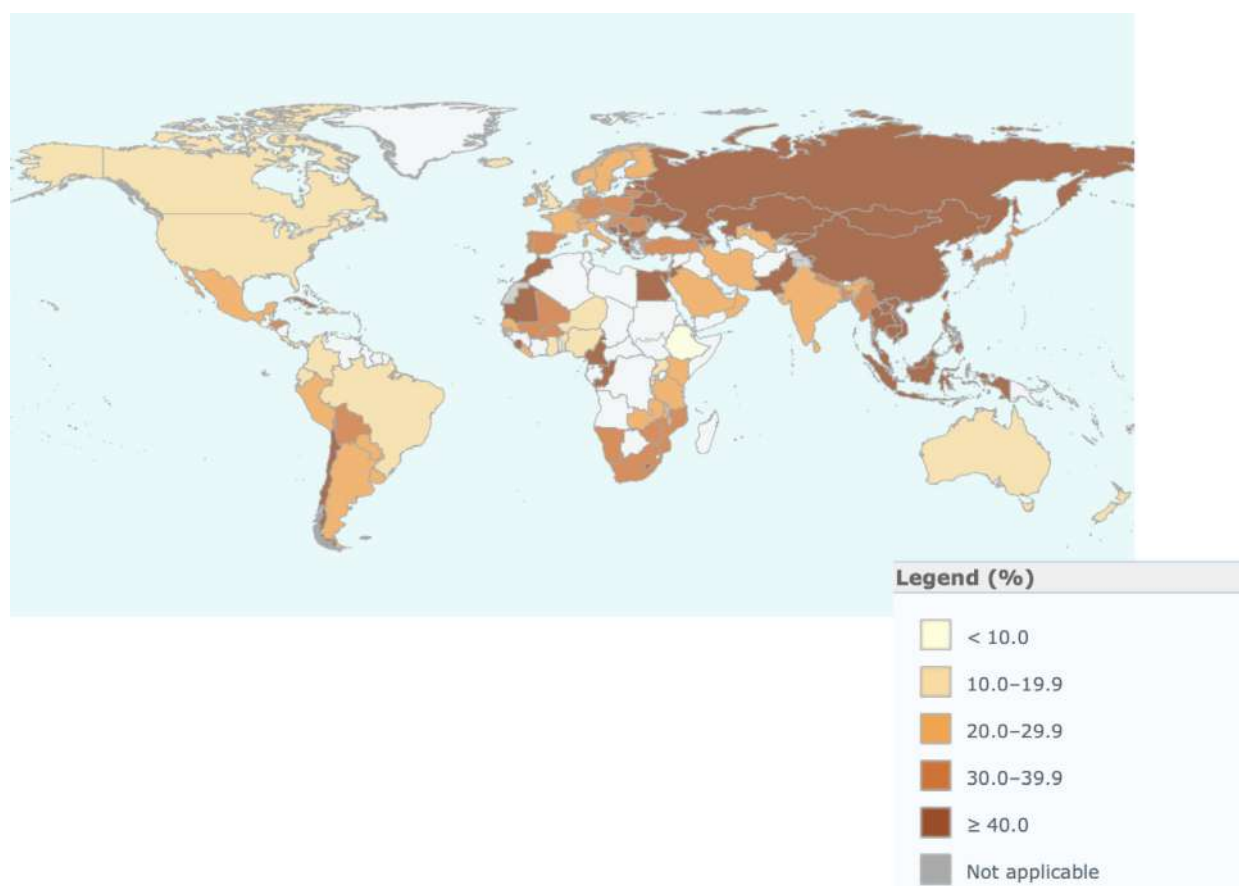 Legend (%)
< 10.0
10.0–19.9
20.0–29.9
30.0–39.9
≥ 40.0
Not applicable